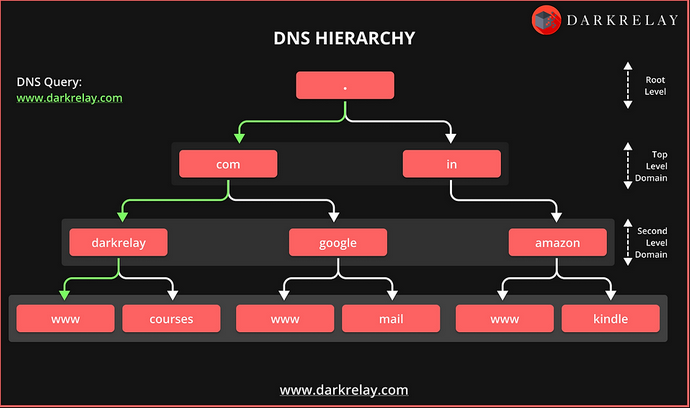 DARKRELAY
DNS HIERARCHY
DNS Query:
www.darkrelay.com
.
Root
Level
com
in
Top
Level
Domain
darkrelay
google
amazon
Second
Level
Domain
www
courses
www
mail
www
kindle
www.darkrelay.com